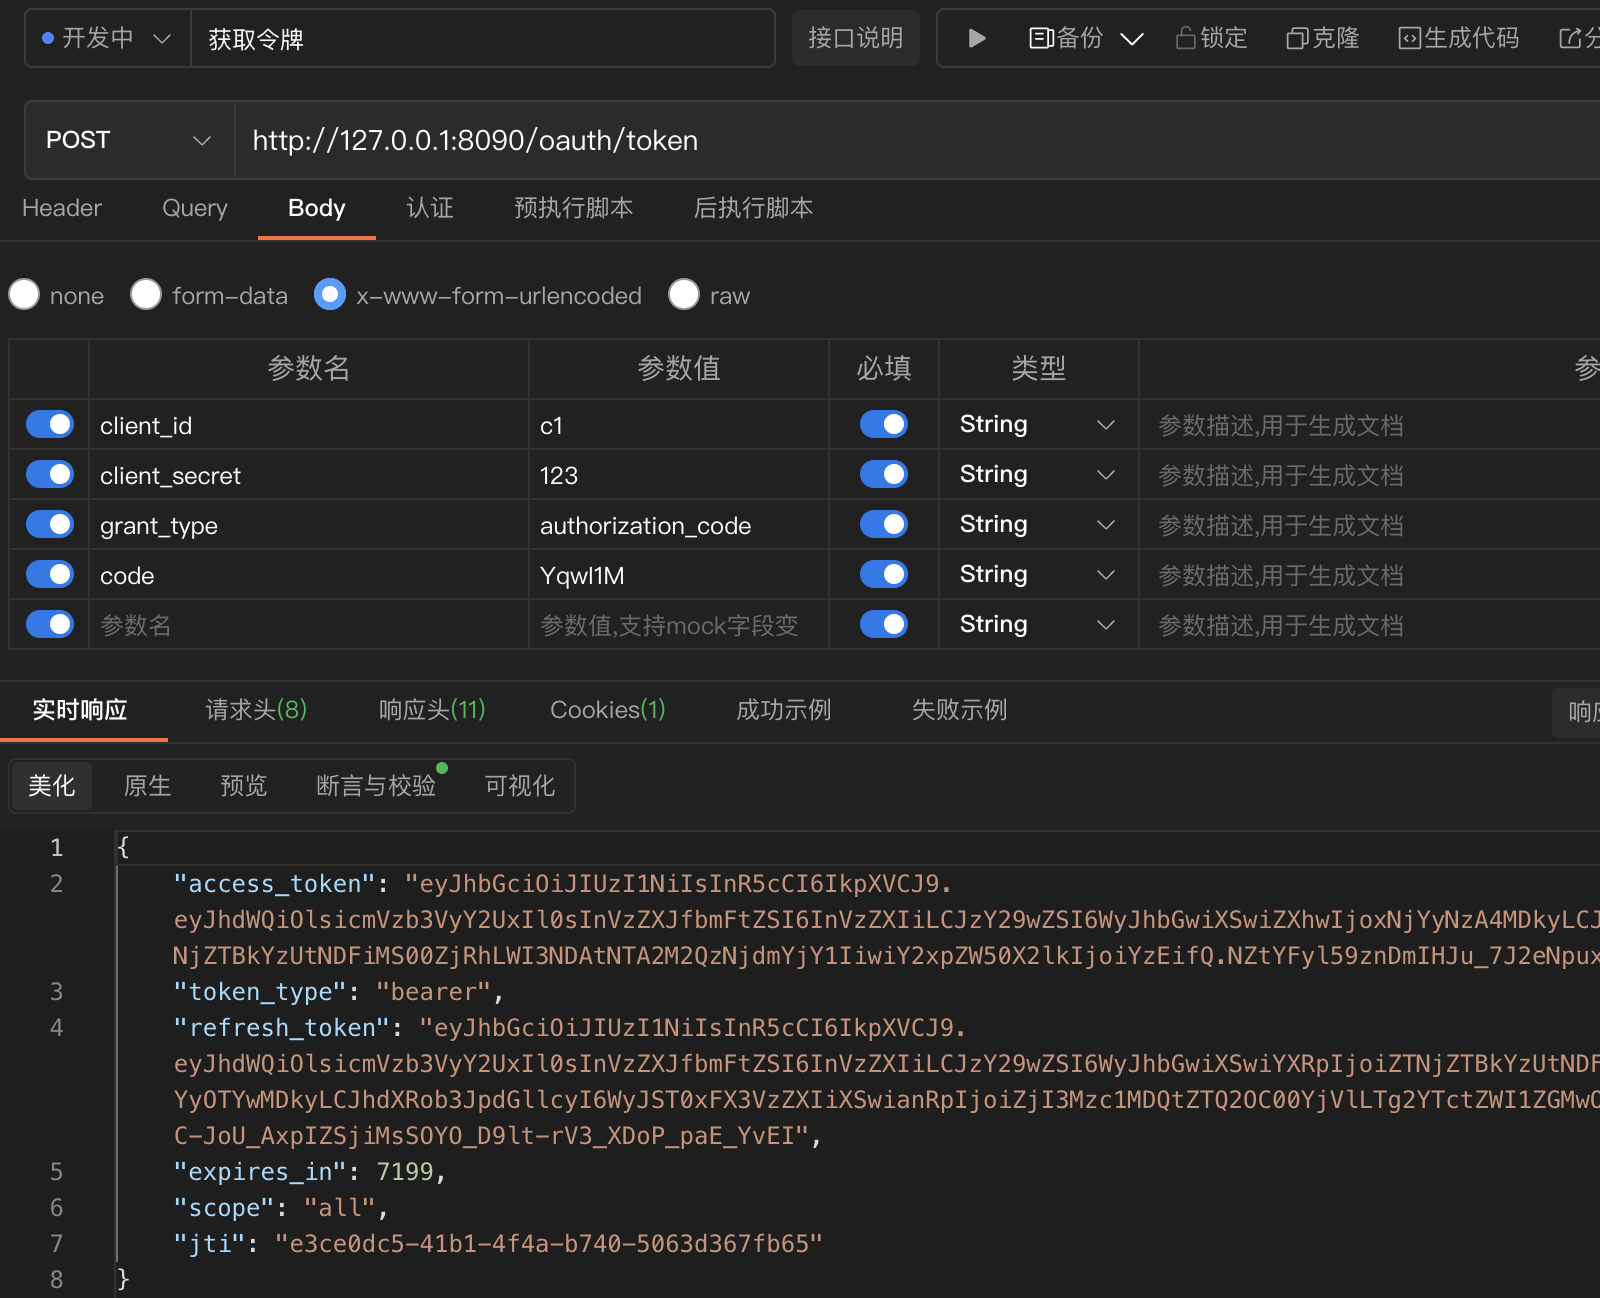 开发中 获取令牌 接口说明 备份 锁定 克隆 生成代码
POST http://127.0.0.1:8090/oauth/token
Header Query Body 认证 预执行脚本 后执行脚本
none form-data x-www-form-urlencoded raw
参数名 参数值 必填 类型 参
client_id c1 String 参数描述,用于生成文档
client_secret 123 String 参数描述,用于生成文档
grant_type authorization_code String 参数描述,用于生成文档
code Yqwl1M String 参数描述,用于生成文档
参数名 参数值,支持mock字段变 String 参数描述,用于生成文档
实时响应 请求头(8) 响应头(11) Cookies(1) 成功示例 失败示例 响
美化 原生 预览 断言与校验 可视化
1 {
2 "access_token": "eyJhbGciOiJIUzI1NiIsInR5cCI6IkpXVCJ9.
eyJhdWQiOlsicmVzb3VyY2UxIl0sInVzZXJfbmFtZSI6InVzZXIiLCJzY29wZSI6WyJhbGwiXSwiZXhwIjoxNjYyNzA4MDkyLCJ
NjZTBkYzUtNDFiMS00ZjRhLWI3NDAtNTA2M2QzNjdmYjY1IiwiY2xpZW50X2lkIjoiYzEifQ.NZtYFyl59znDmIHJu_7J2eNpux
3 "token_type": "bearer",
4 "refresh_token": "eyJhbGciOiJIUzI1NiIsInR5cCI6IkpXVCJ9.
eyJhdWQiOlsicmVzb3VyY2UxIl0sInVzZXJfbmFtZSI6InVzZXIiLCJzY29wZSI6WyJhbGwiXSwiYXRpIjoiZTNjZTBkYzUtNDF
YyOTYwMDkyLCJhdXRob3JpdGllcyI6WyJST0xFX3VzZXIiXSwianRpIjoiZjI3Mzc1MDQtZTQ2OC00YjVlLTg2YTctZWI1ZGMwO
C-JoU_AxpIZSjiMsSOYO_D9lt-rV3_XDoP_paE_YvEI",
5 "expires_in": 7199,
6 "scope": "all",
7 "jti": "e3ce0dc5-41b1-4f4a-b740-5063d367fb65"
8 }